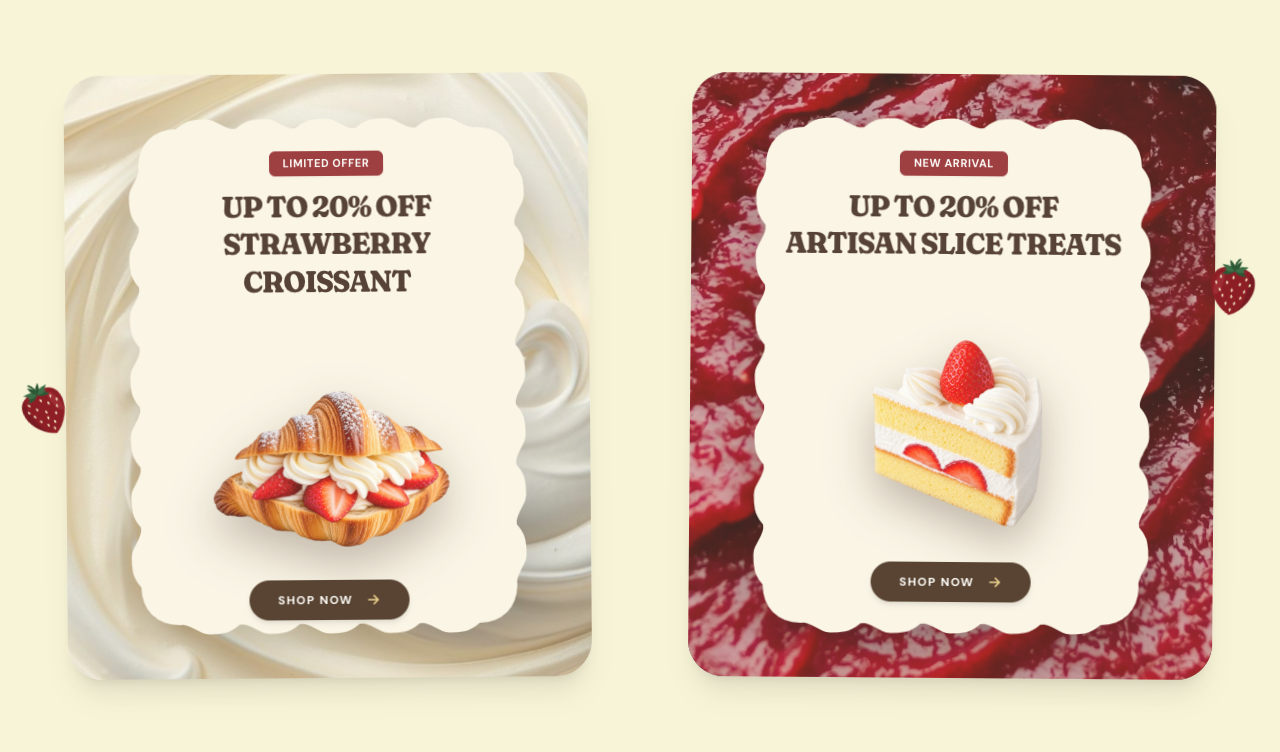 LIMITED OFFER
UP TO 20% OFF
STRAWBERRY
CROISSANT
SHOP NOW
NEW ARRIVAL
UP TO 20% OFF
ARTISAN SLICE TREATS
SHOP NOW